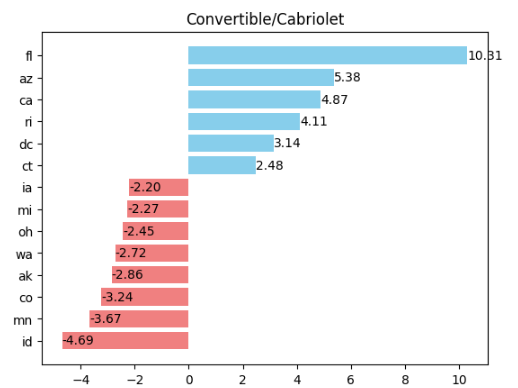 Convertible/Cabriolet
fl 10.31
az 5.38
ca 4.87
ri 4.11
dc 3.14
ct 2.48
ia -2.20
mi -2.27
oh -2.45
wa -2.72
ak -2.86
co -3.24
mn -3.67
id -4.69
−4 −2 0 2 4 6 8 10